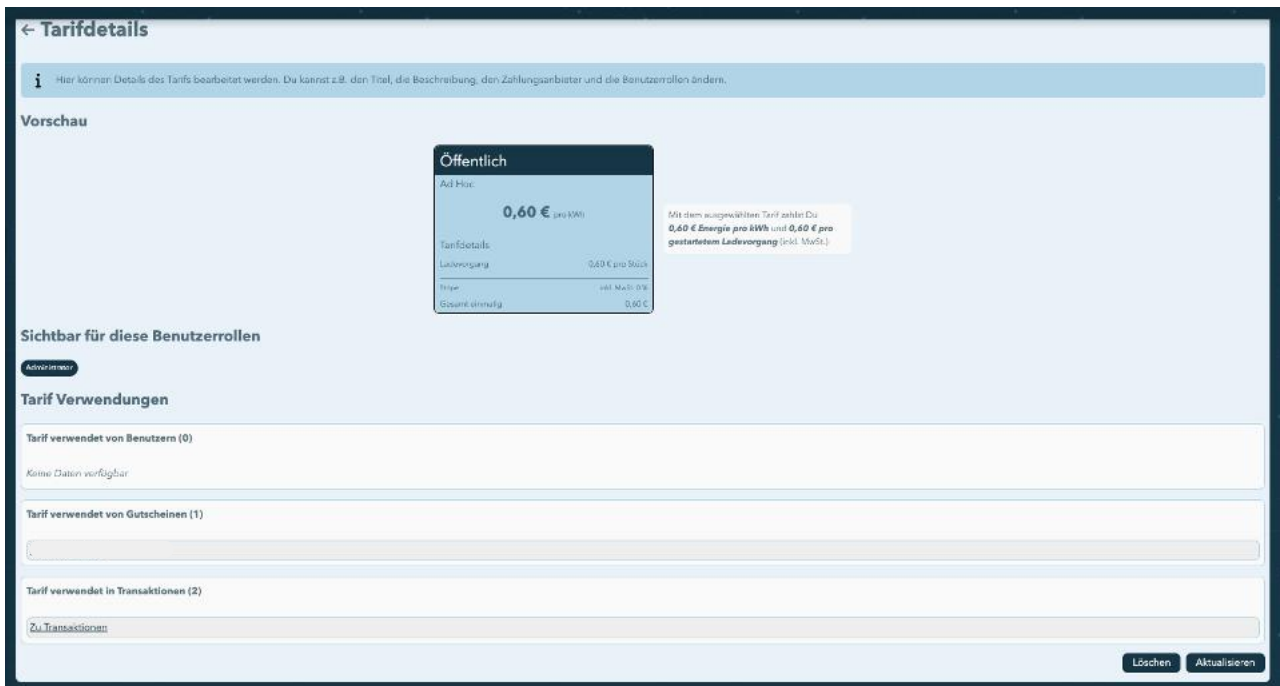 ← Tarifdetails
i Hier können Details des Tarifs bearbeitet werden. Du kannst z.B. den Titel, die Beschreibung, den Zahlungsanbieter und die Benutzerrollen ändern.
Vorschau
Öffentlich
Ad Hoc
0,60 € pro kWh
Tarifdetails
Ladevorgang 0,60 € pro Stück
inkl. MwSt. 0%
Gesamt einmalig 0,60 €
Mit dem ausgewählten Tarif zahlst Du
0,60 € Energie pro kWh und 0,60 € pro
gestartetem Ladevorgang (inkl. MwSt.)
Sichtbar für diese Benutzerrollen
Administrator
Tarif Verwendungen
Tarif verwendet von Benutzern (0)
Keine Daten verfügbar
Tarif verwendet von Gutscheinen (1)
.
Tarif verwendet in Transaktionen (2)
Zu Transaktionen
Löschen Aktualisieren